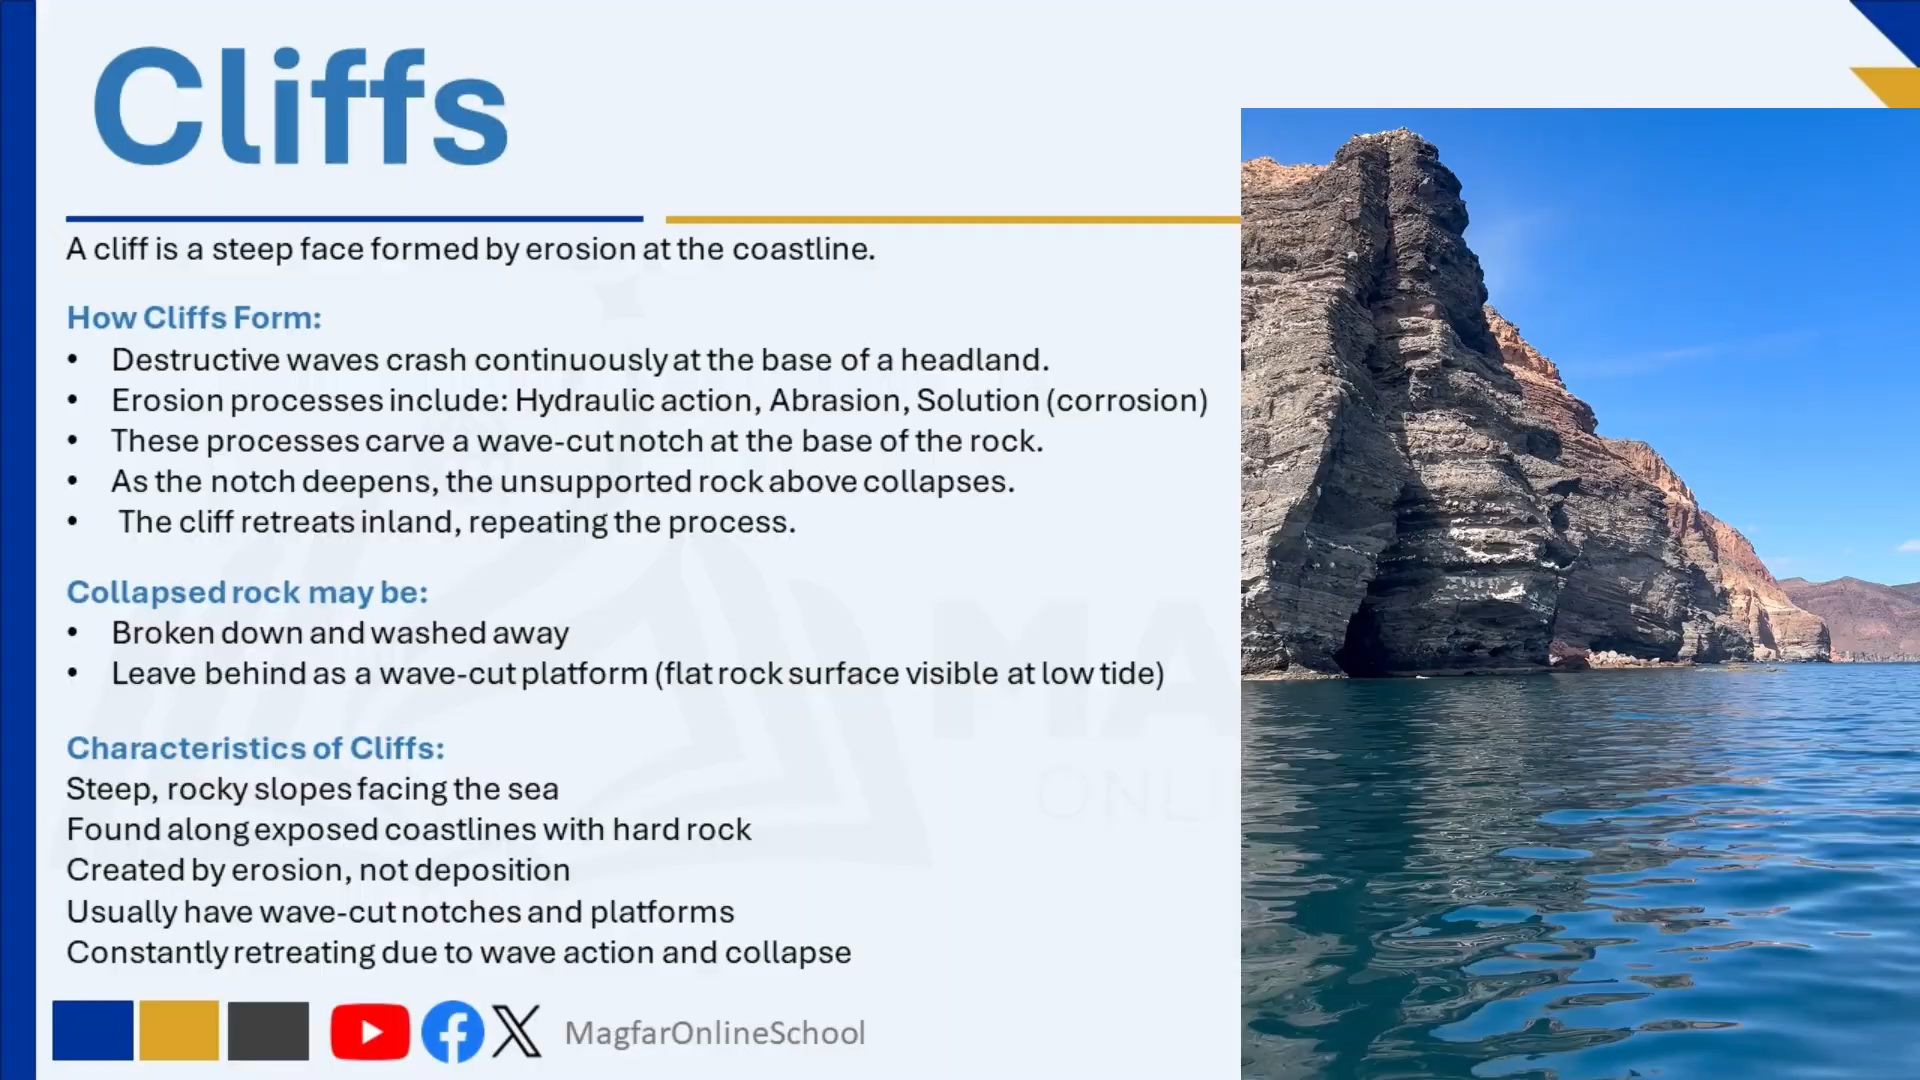 Cliffs
A cliff is a steep face formed by erosion at the coastline.
How Cliffs Form:
• Destructive waves crash continuously at the base of a headland.
• Erosion processes include: Hydraulic action, Abrasion, Solution (corrosion)
• These processes carve a wave-cut notch at the base of the rock.
• As the notch deepens, the unsupported rock above collapses.
• The cliff retreats inland, repeating the process.
Collapsed rock may be:
• Broken down and washed away
• Leave behind as a wave-cut platform (flat rock surface visible at low tide)
MA
ONLI
Characteristics of Cliffs:
Steep, rocky slopes facing the sea
Found along exposed coastlines with hard rock
Created by erosion, not deposition
Usually have wave-cut notches and platforms
Constantly retreating due to wave action and collapse
MagfarOnlineSchool